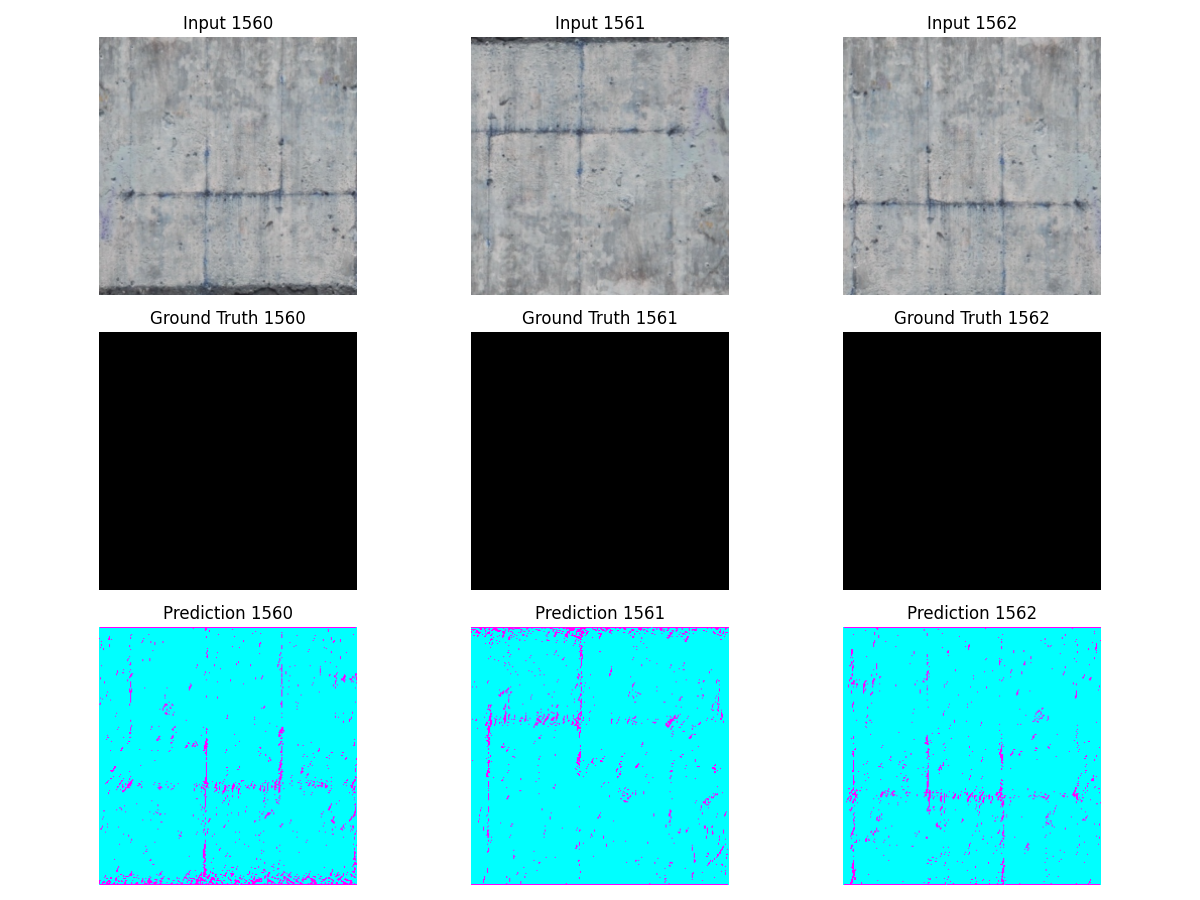 Input 1560
Input 1561
Input 1562
Ground Truth 1560
Ground Truth 1561
Ground Truth 1562
Prediction 1560
Prediction 1561
Prediction 1562